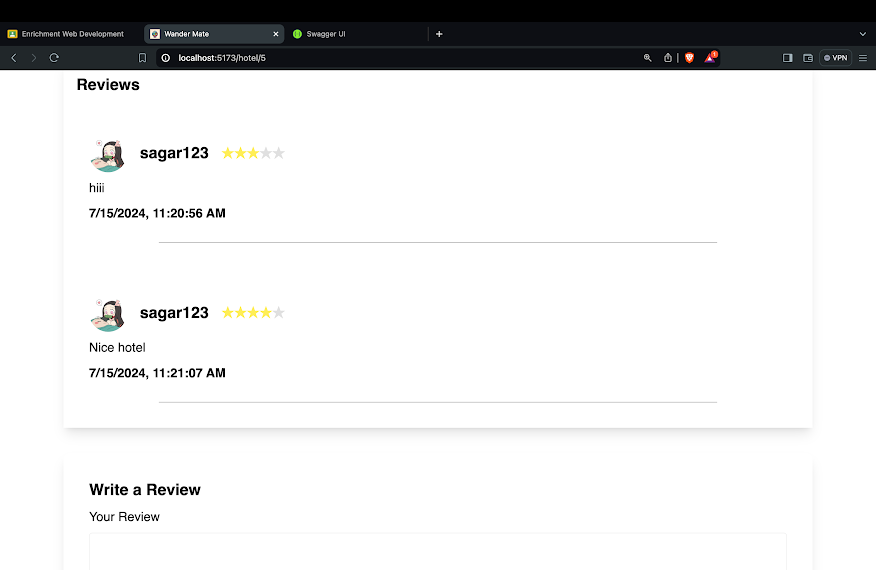 Enrichment Web Development
Wander Mate
Swagger UI
localhost:5173/hotel/5
1
VPN
Reviews
sagar123
hiii
7/15/2024, 11:20:56 AM
sagar123
Nice hotel
7/15/2024, 11:21:07 AM
Write a Review
Your Review